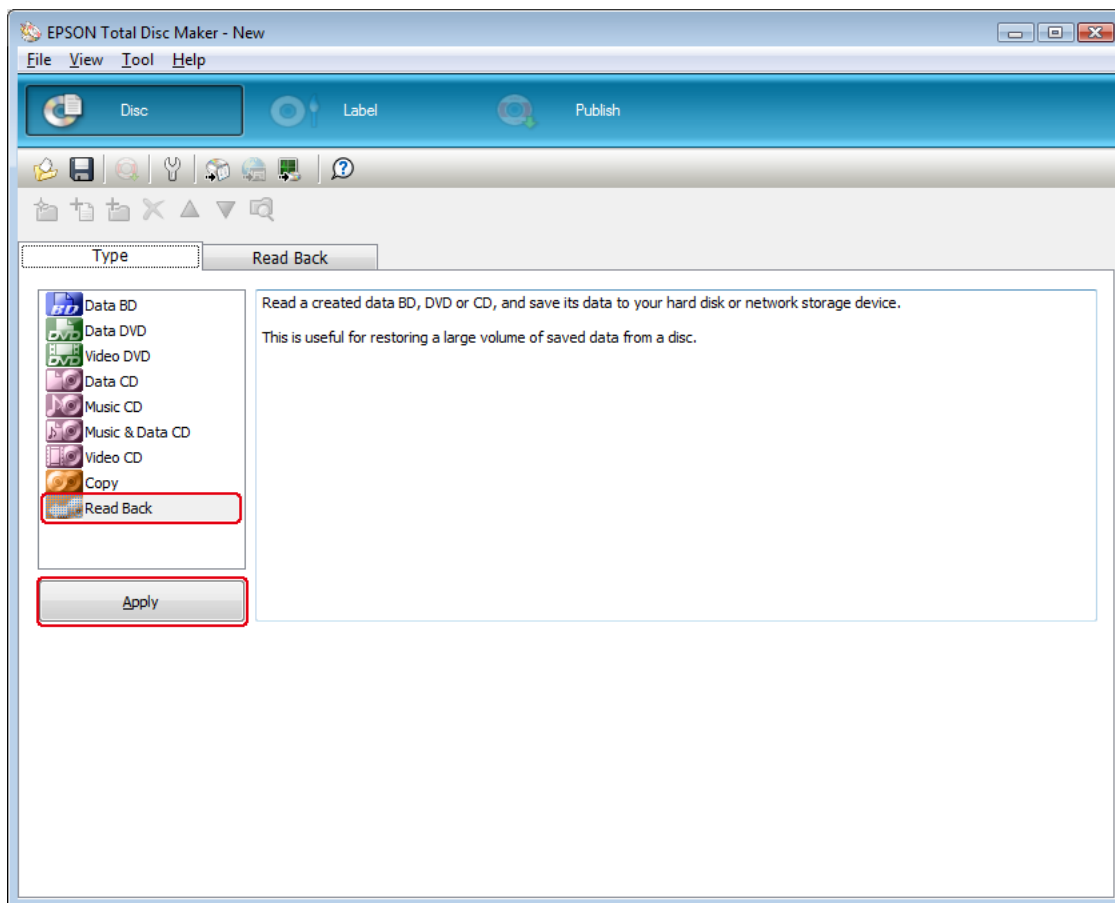 EPSON Total Disc Maker - New
File View Tool Help
Disc Label Publish
Type Read Back
Data BD
Data DVD
Video DVD
Data CD
Music CD
Music & Data CD
Video CD
Copy
Read Back
Apply
Read a created data BD, DVD or CD, and save its data to your hard disk or network storage device.
This is useful for restoring a large volume of saved data from a disc.